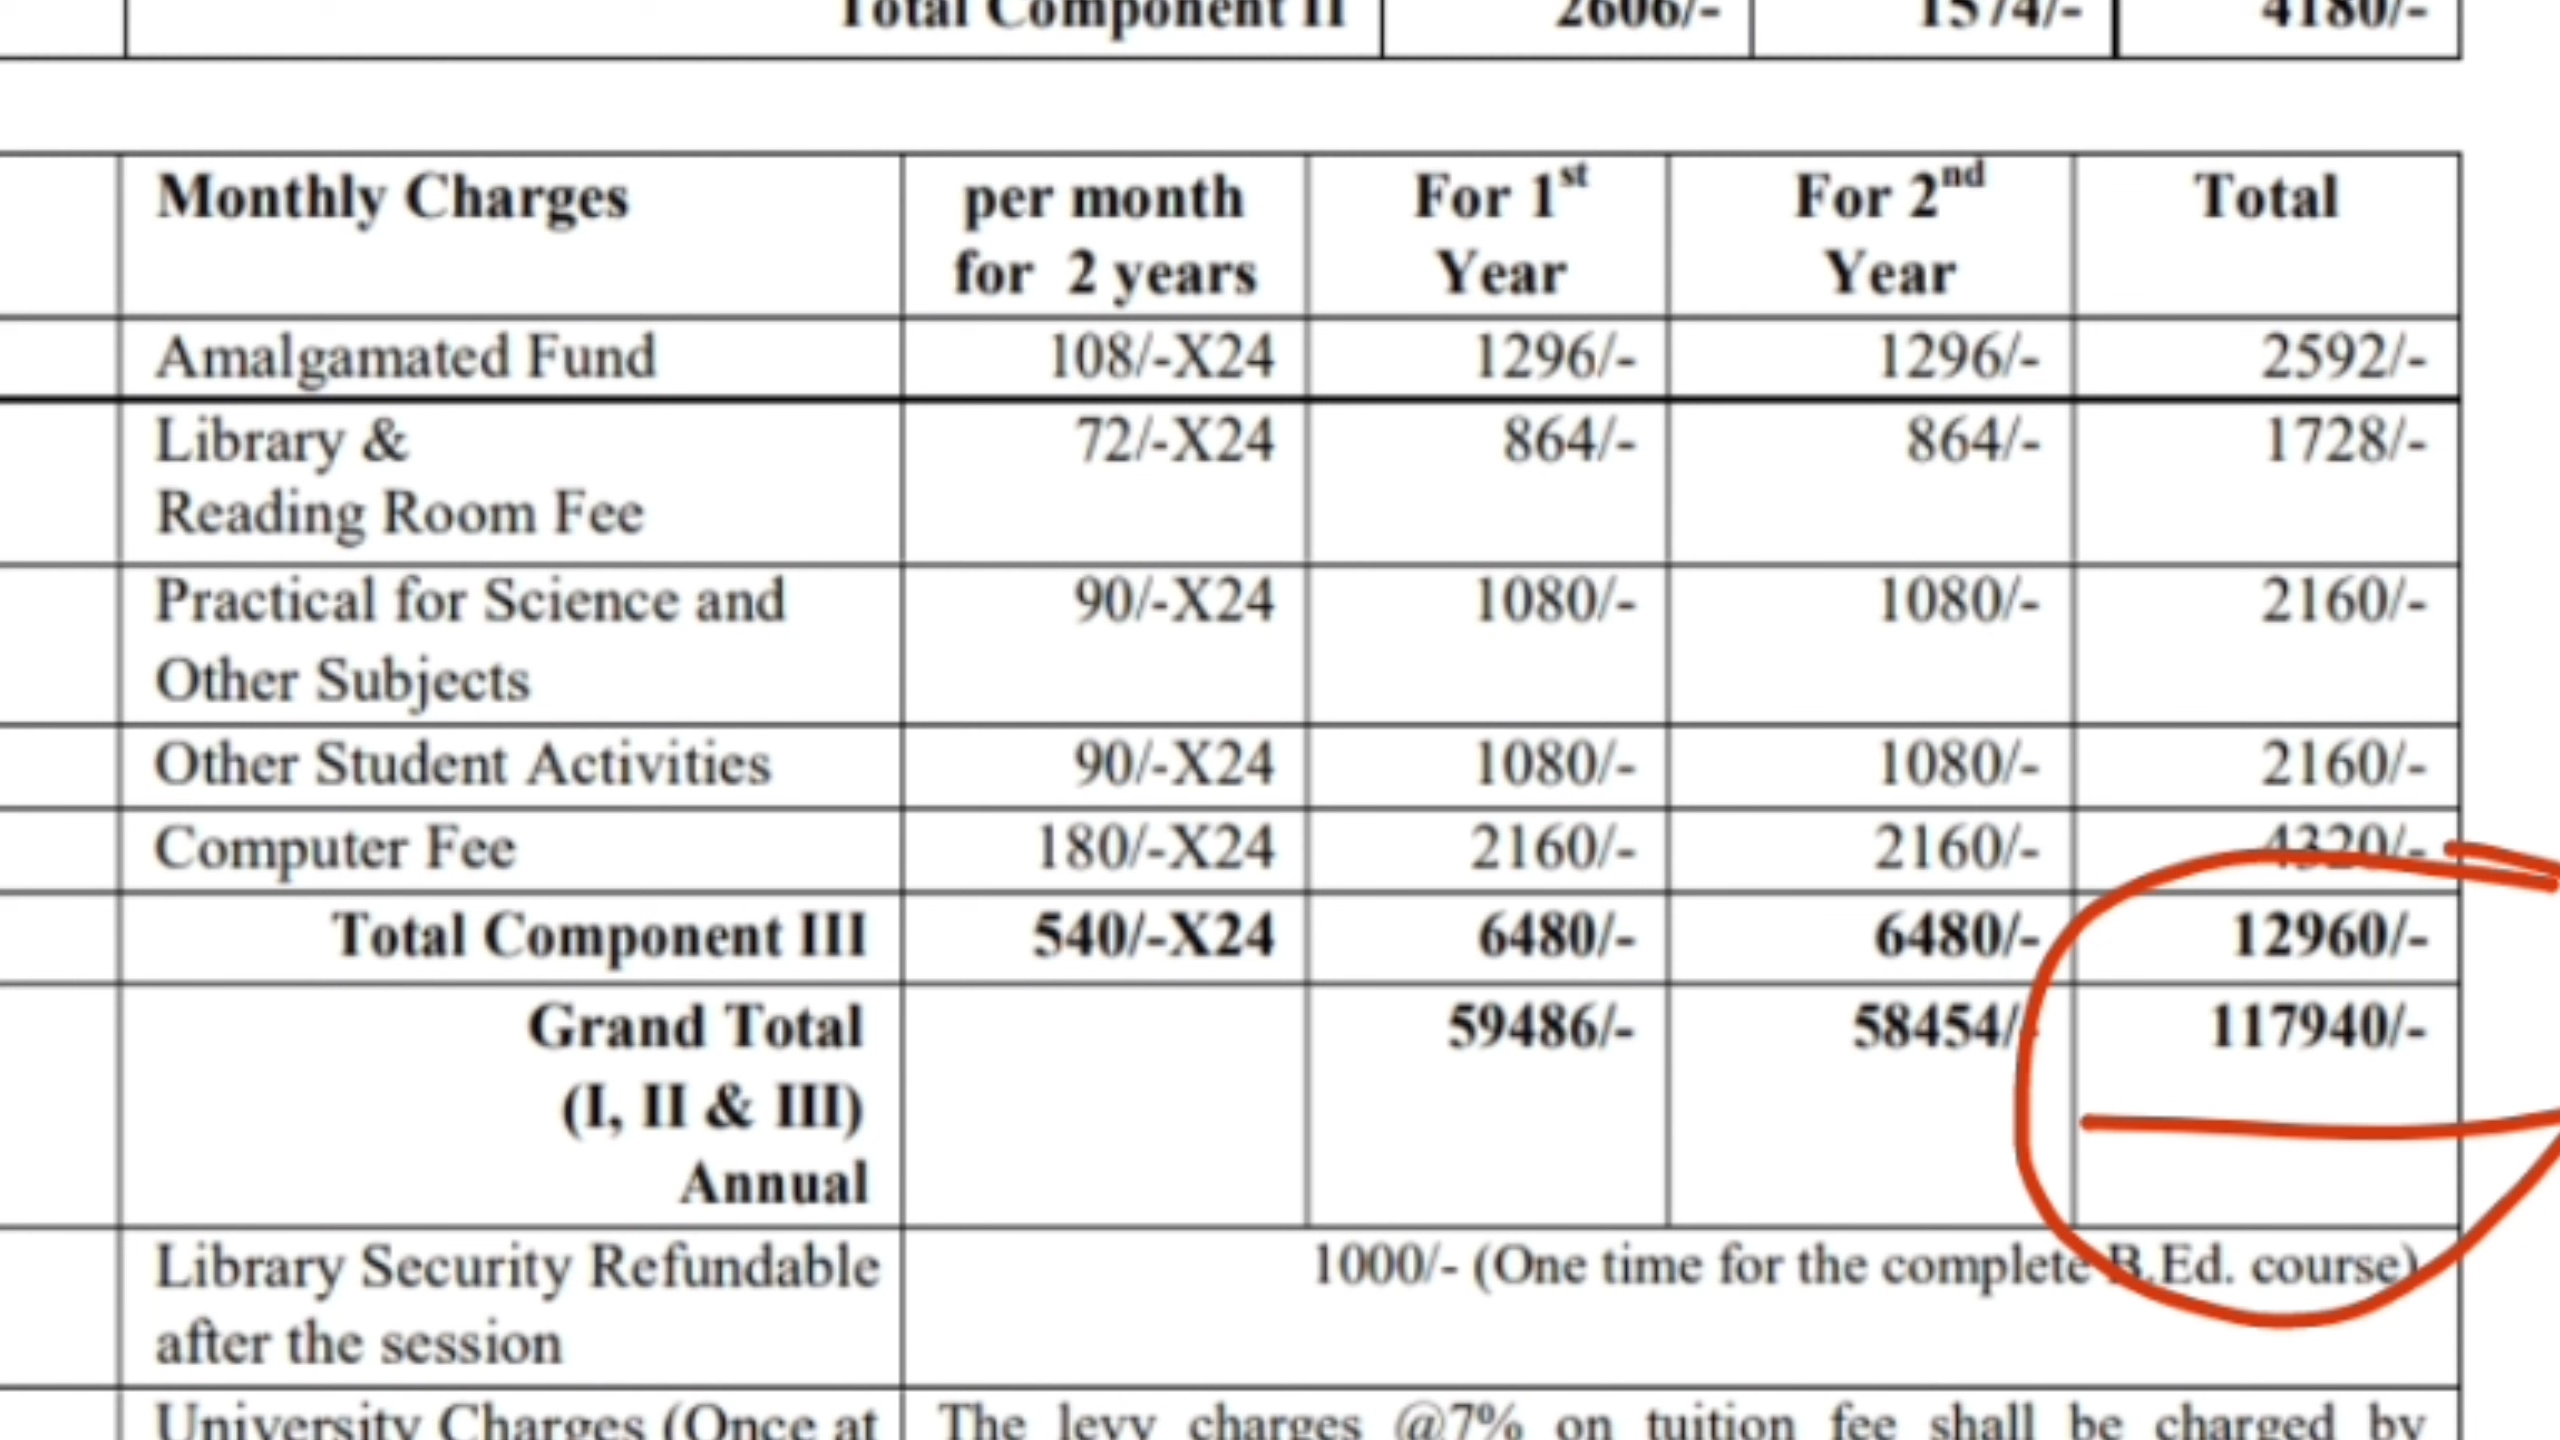 Total Component II 2606/- 1574/- 4180/-
Monthly Charges per month for 2 years For 1st Year For 2nd Year Total
Amalgamated Fund 108/-X24 1296/- 1296/- 2592/-
Library & 72/-X24 864/- 864/- 1728/-
Reading Room Fee
Practical for Science and 90/-X24 1080/- 1080/- 2160/-
Other Subjects
Other Student Activities 90/-X24 1080/- 1080/- 2160/-
Computer Fee 180/-X24 2160/- 2160/- 4320/-
Total Component III 540/-X24 6480/- 6480/- 12960/-
Grand Total 59486/- 58454/- 117940/-
(I, II & III)
Annual
Library Security Refundable 1000/- (One time for the complete B.Ed. course)
after the session
University Charges (Once at The levy charges @7% on tuition fee shall be charged by